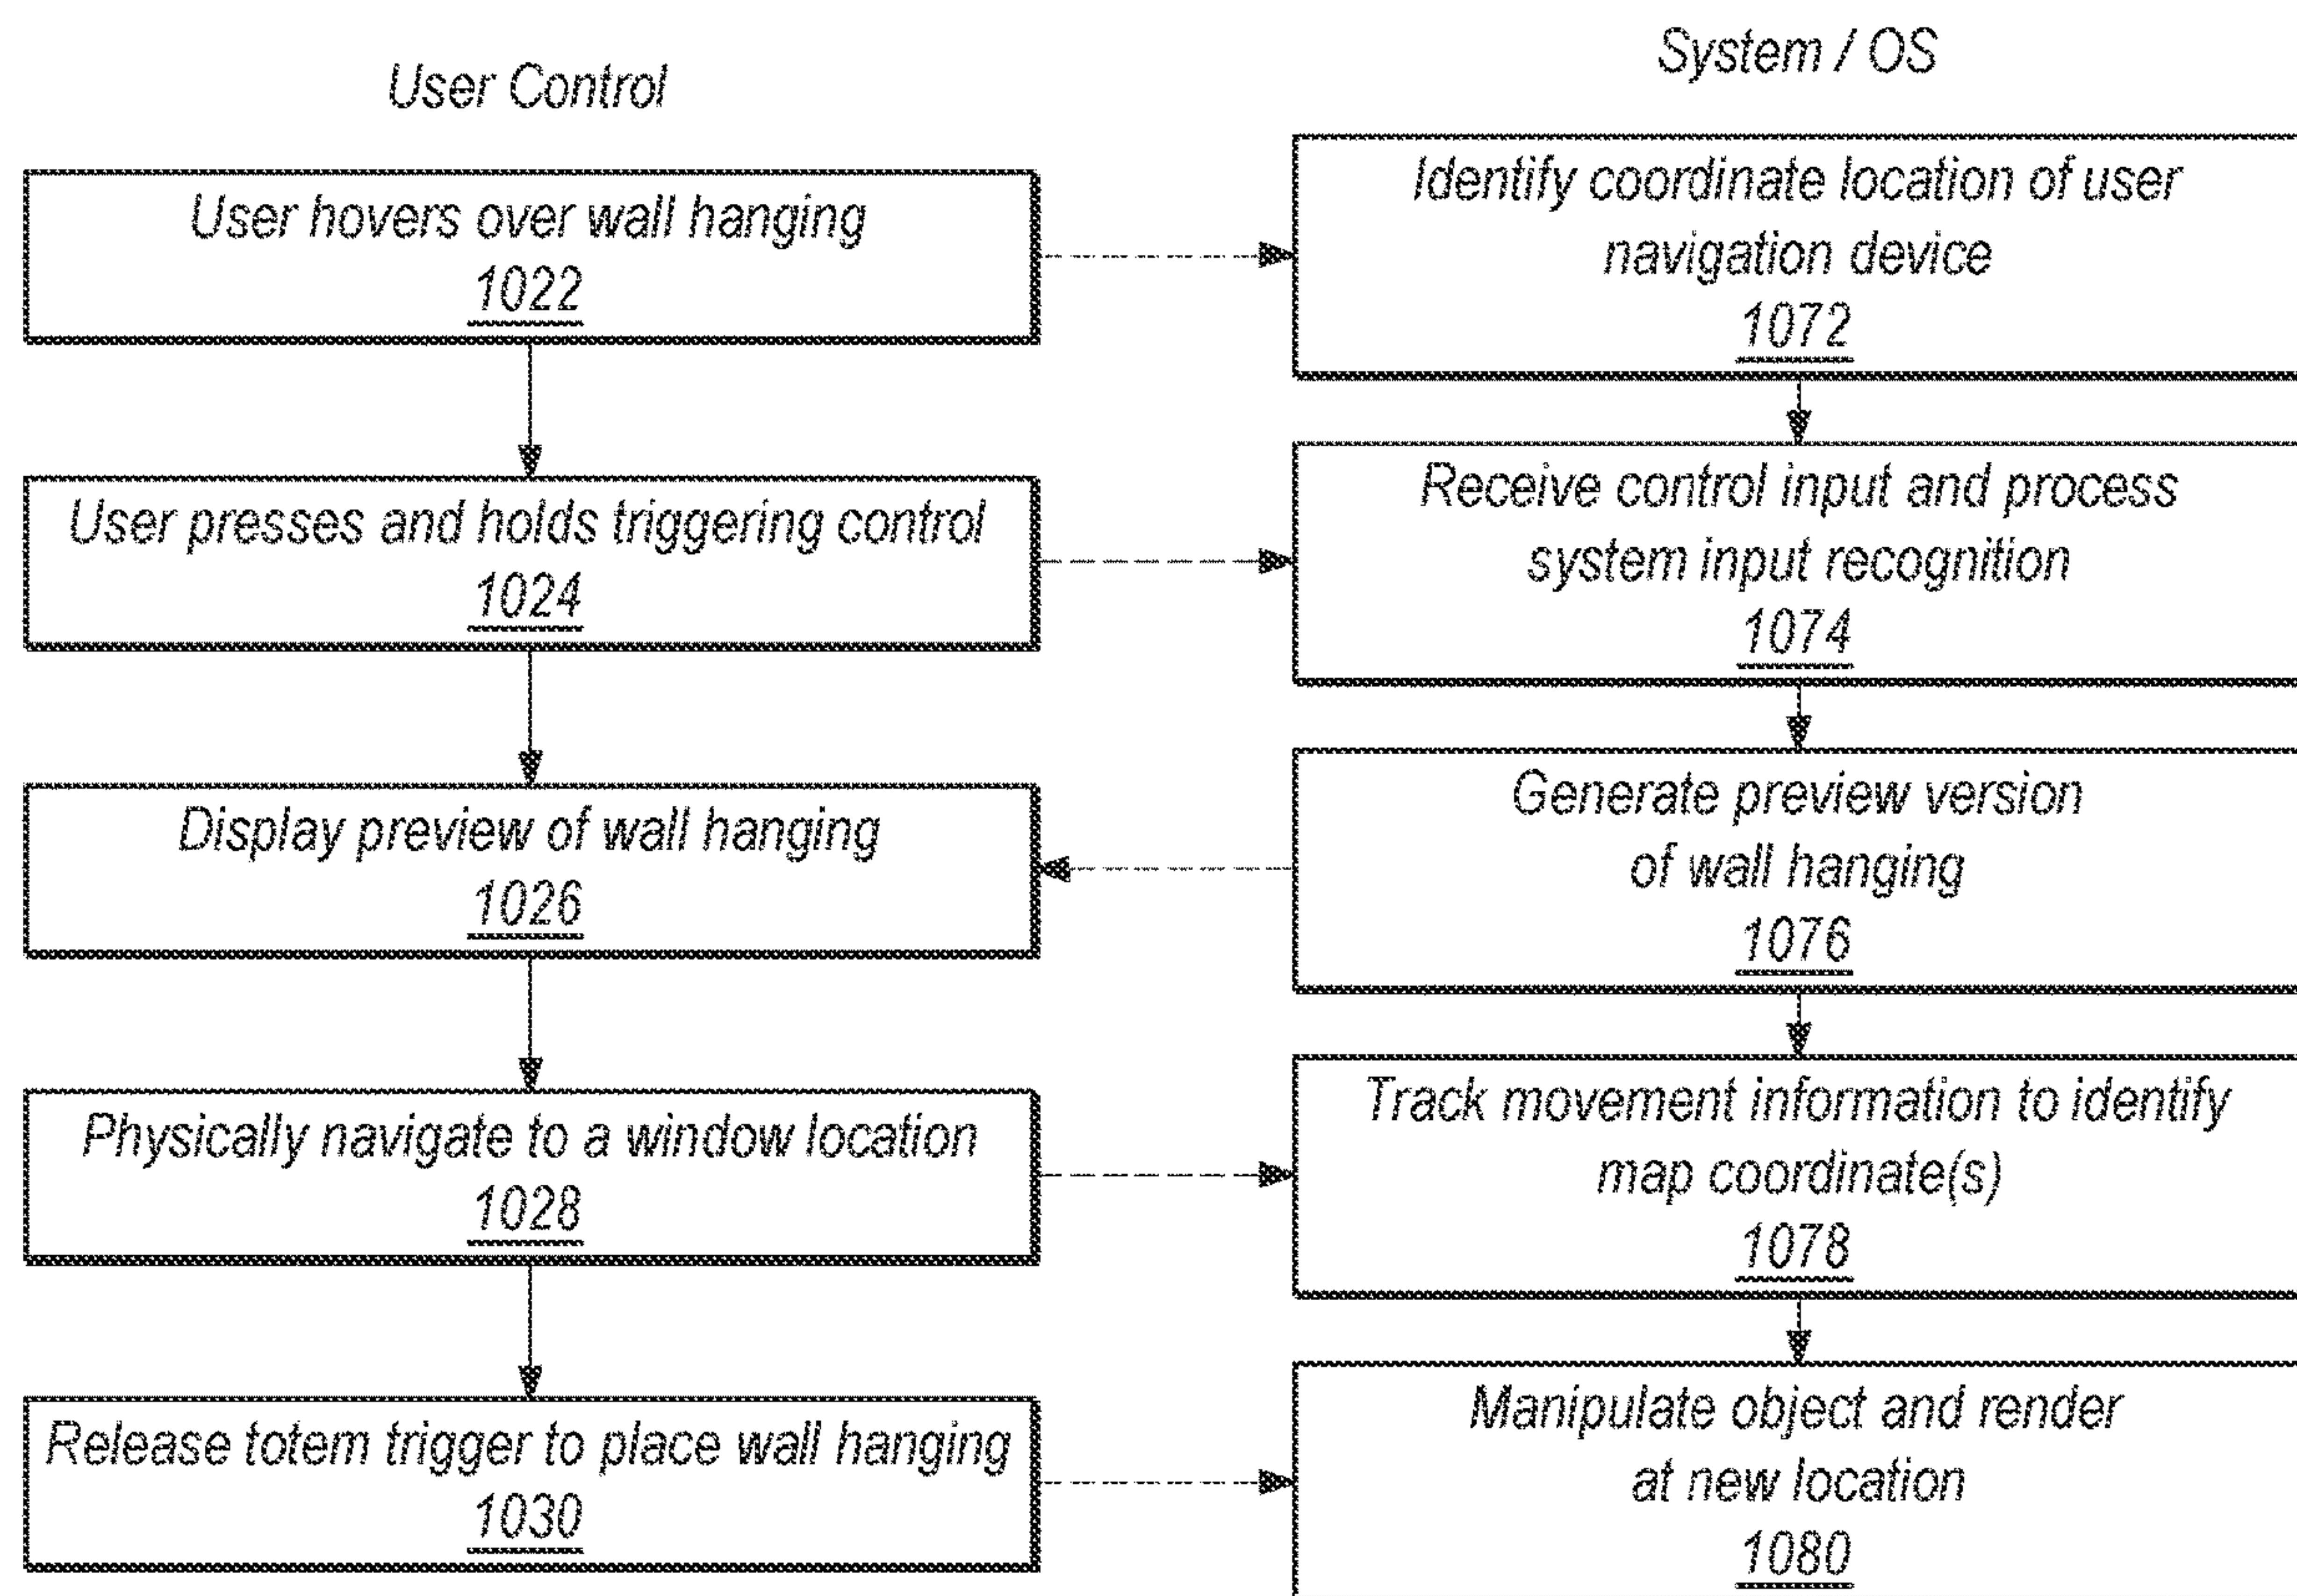 User Control
System / OS
User hovers over wall hanging
1022
Identify coordinate location of user
navigation device
1072
User presses and holds triggering control
1024
Receive control input and process
system input recognition
1074
Display preview of wall hanging
1026
Generate preview version
of wall hanging
1076
Physically navigate to a window location
1028
Track movement information to identify
map coordinate(s)
1078
Release totem trigger to place wall hanging
1030
Manipulate object and render
at new location
1080